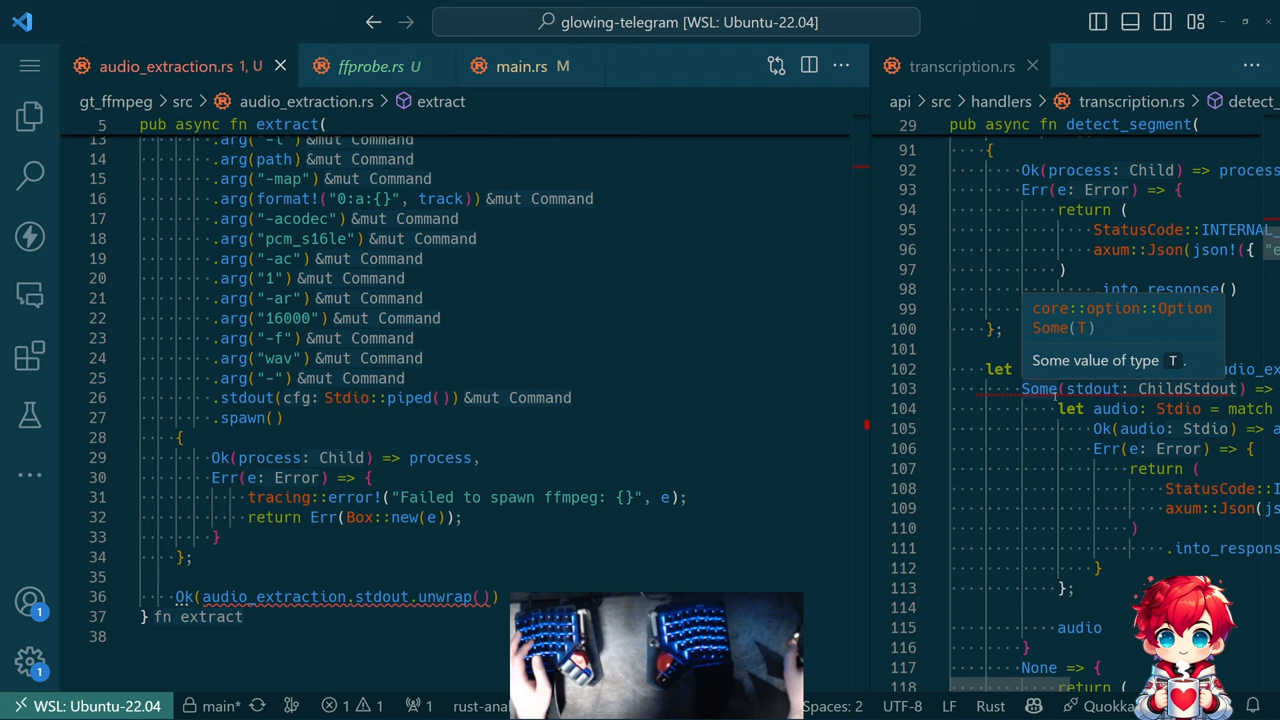 glowing-telegram [WSL: Ubuntu-22.04]
audio_extraction.rs 1, U
ffprobe.rs U
main.rs M
transcription.rs
gt_ffmpeg > src > audio_extraction.rs > extract
api > src > handlers > transcription.rs > detect_
5 pub async fn extract(
14 .arg(path) &mut Command
15 .arg("-map") &mut Command
16 .arg(format!("0:a:{}", track)) &mut Command
17 .arg("-acodec") &mut Command
18 .arg("pcm_s16le") &mut Command
19 .arg("-ac") &mut Command
20 .arg("1") &mut Command
21 .arg("-ar") &mut Command
22 .arg("16000") &mut Command
23 .arg("-f") &mut Command
24 .arg("wav") &mut Command
25 .arg("-") &mut Command
26 .stdout(cfg: Stdio::piped()) &mut Command
27 .spawn()
28 {
29 Ok(process: Child) => process,
30 Err(e: Error) => {
31 tracing::error!("Failed to spawn ffmpeg: {}", e);
32 return Err(Box::new(e));
33 }
34 };
35
36 Ok(audio_extraction.stdout.unwrap())
37 } fn extract
38
29 pub async fn detect_segment(
91 {
92 Ok(process: Child) => process
93 Err(e: Error) => {
94 return (
95 StatusCode::INTERNAL_
96 axum::Json(json!({ "e
97 )
98 .into_response()
99 }
100 };
101
102 let
103 Some(stdout: ChildStdout) =>
104 let audio: Stdio = match
105 Ok(audio: Stdio) => a
106 Err(e: Error) => {
107 return (
108 StatusCode::I
109 axum::Json(js
110 )
111 .into_respons
112 }
113 };
114
115 audio
116 }
117 None => {
118 return (
core::option::Option
Some(T)
Some value of type T.
1
1
WSL: Ubuntu-22.04
main*
1
1
1
rust-ana
Spaces: 2
UTF-8
LF
Rust
Quokka